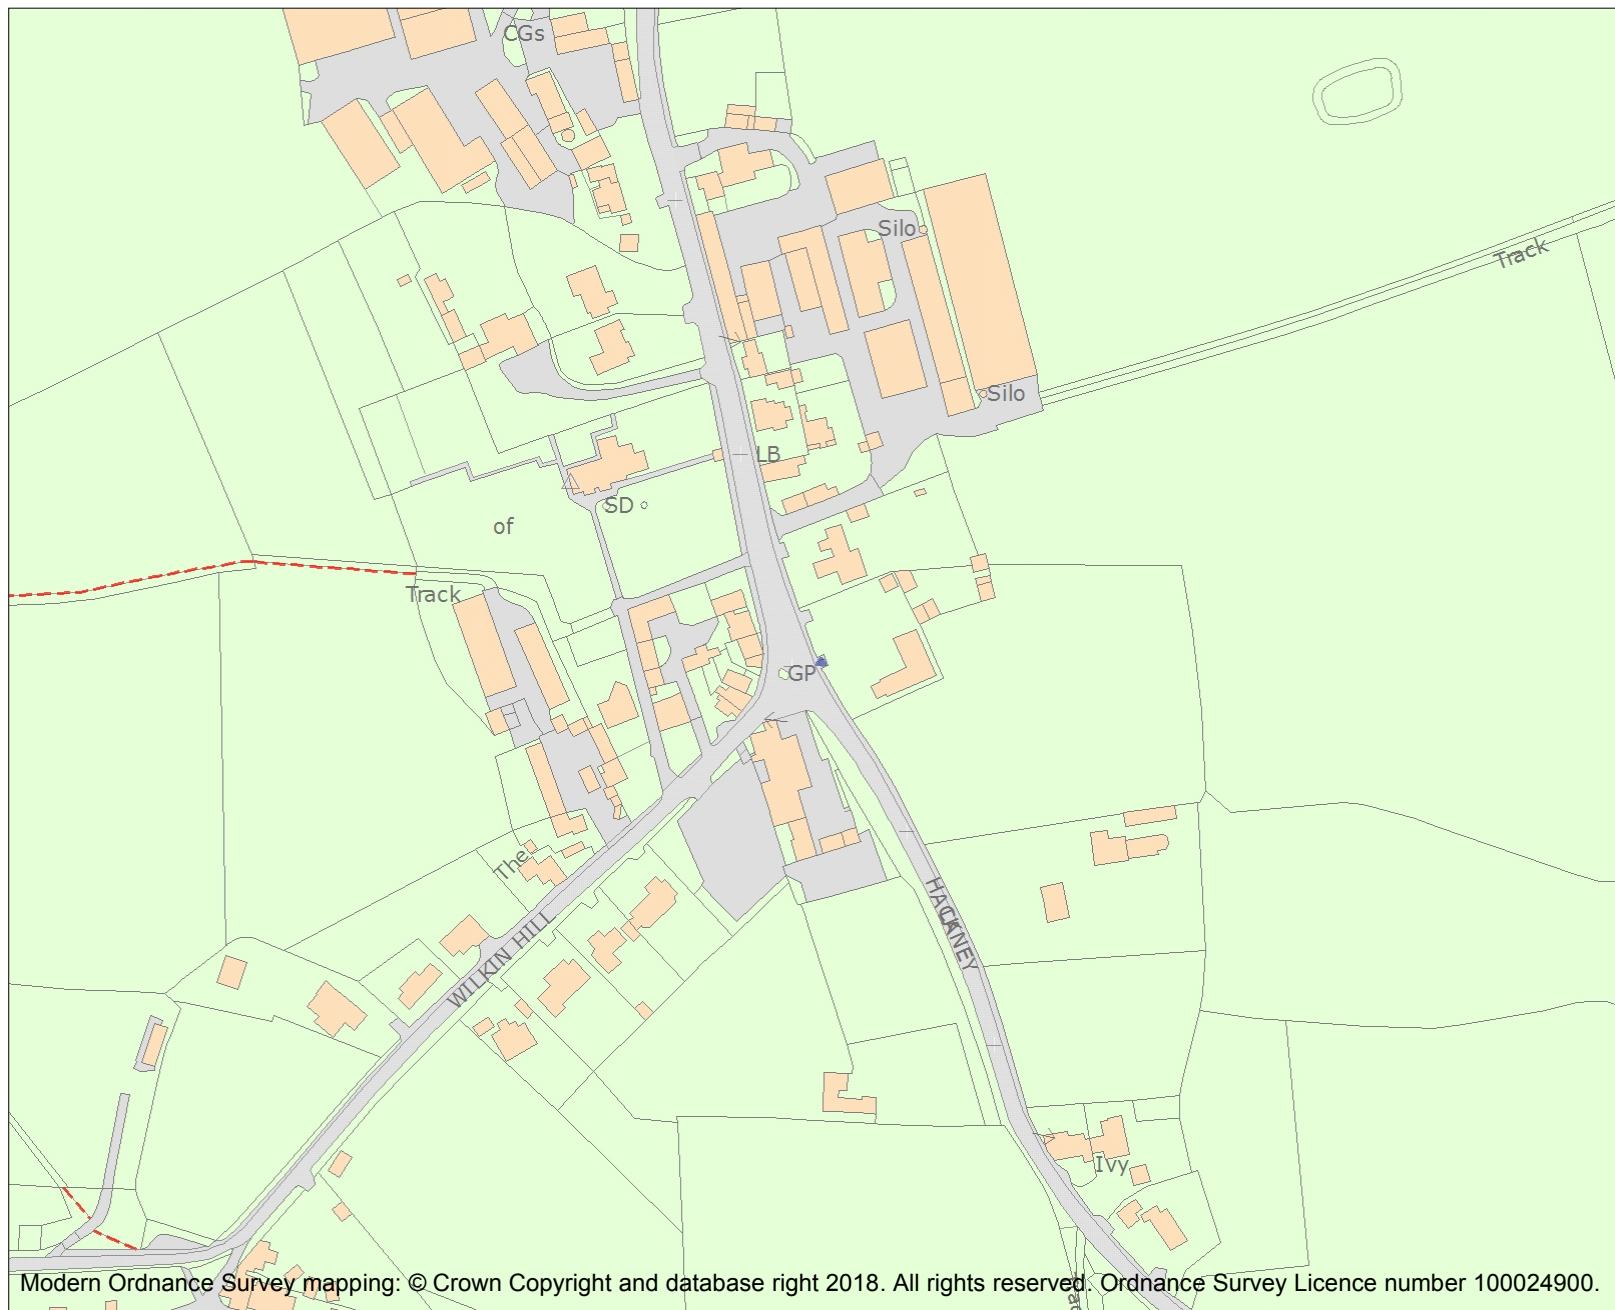 CGs
Silo
Track
Silo
LB
SD
of
Track
GP
The
HACKNEY
WILKIN HILL
Ivy
Modern Ordnance Survey mapping: © Crown Copyright and database right 2018. All rights reserved. Ordnance Survey Licence number 100024900.